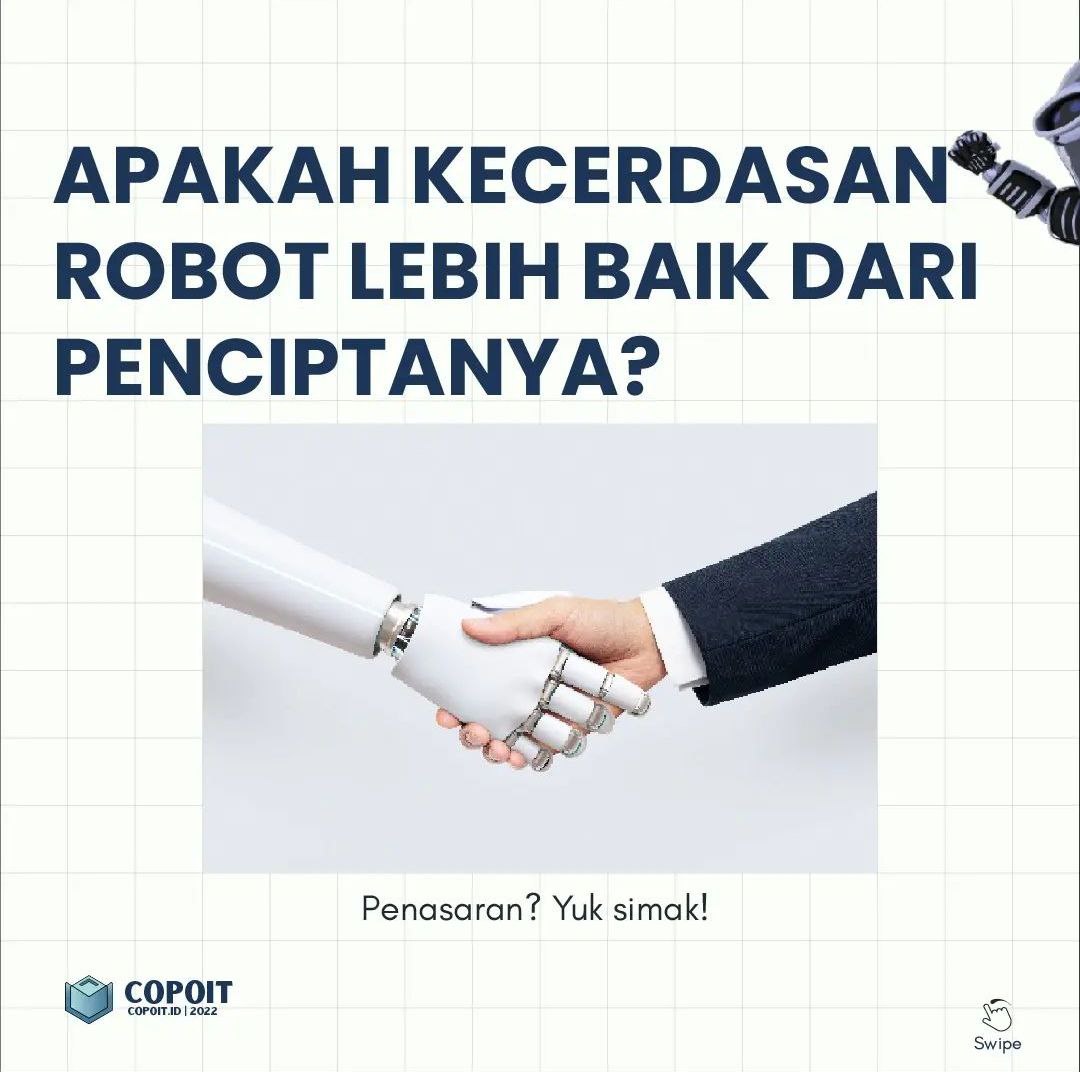 APAKAH KECERDASAN
ROBOT LEBIH BAIK DARI
PENCIPTANYA?
Penasaran? Yuk simak!
COPOIT
COPOIT.ID | 2022
Swipe